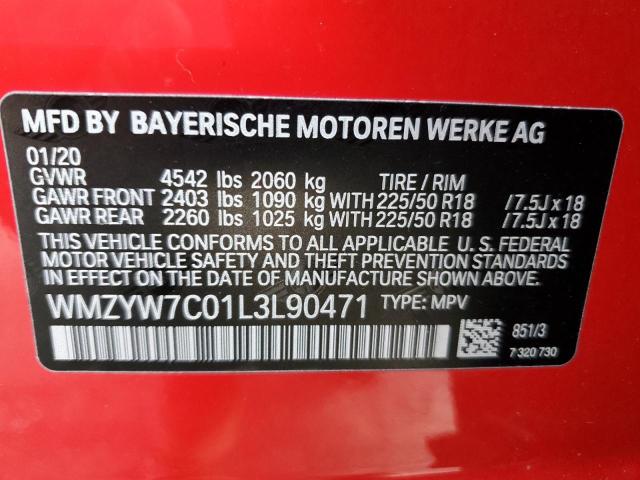 MFD BY BAYERISCHE MOTOREN WERKE AG
01/20
GVWR 4542 lbs 2060 kg TIRE / RIM
GAWR FRONT 2403 lbs 1090 kg WITH 225/50 R18 /7.5J x 18
GAWR REAR 2260 lbs 1025 kg WITH 225/50 R18 /7.5J x 18
THIS VEHICLE CONFORMS TO ALL APPLICABLE U. S. FEDERAL
MOTOR VEHICLE SAFETY AND THEFT PREVENTION STANDARDS
IN EFFECT ON THE DATE OF MANUFACTURE SHOWN ABOVE.
WMZYW7C01L3L90471 TYPE: MPV
851/3
7 320 730